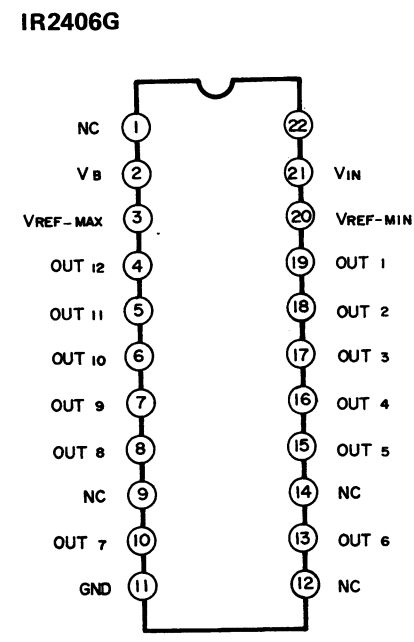 IR2406G
NC 1 22
VB 2 21 VIN
VREF-MAX 3 20 VREF-MIN
OUT 12 4 19 OUT 1
OUT 11 5 18 OUT 2
OUT 10 6 17 OUT 3
OUT 9 7 16 OUT 4
OUT 8 8 15 OUT 5
NC 9 14 NC
OUT 7 10 13 OUT 6
GND 11 12 NC